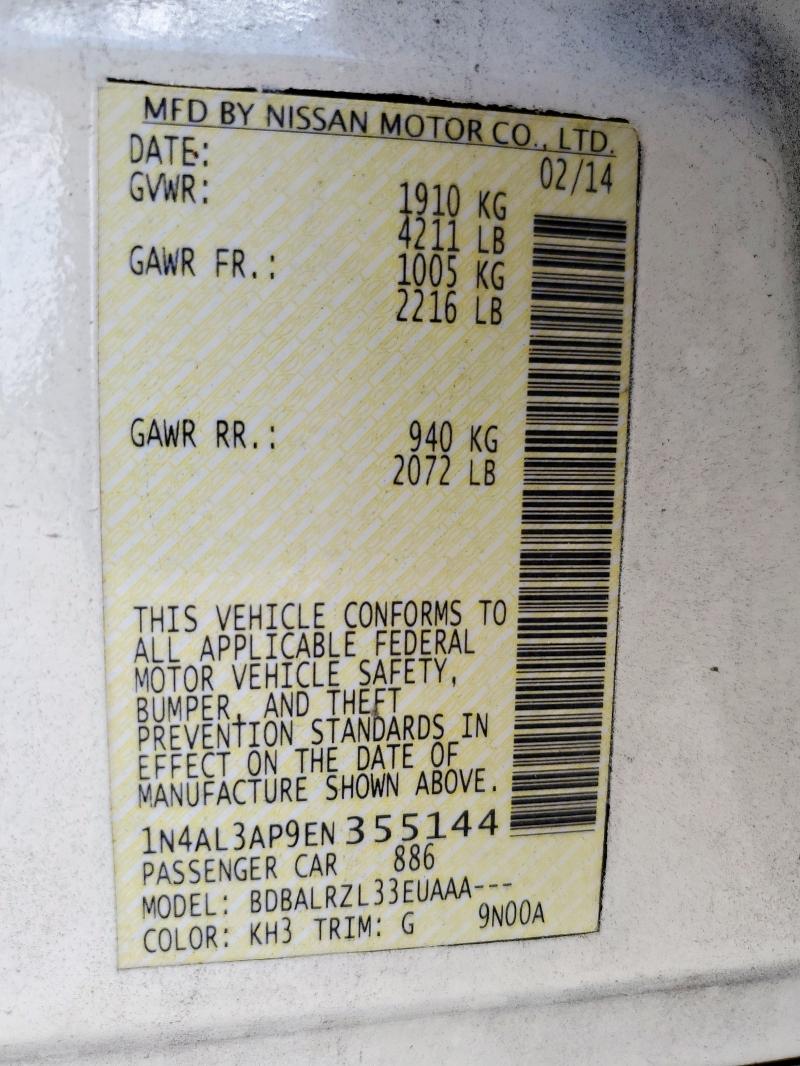 MFD BY NISSAN MOTOR CO., LTD.
DATE: 02/14
GVWR: 1910 KG
4211 LB
GAWR FR.: 1005 KG
2216 LB
GAWR RR.: 940 KG
2072 LB
THIS VEHICLE CONFORMS TO
ALL APPLICABLE FEDERAL
MOTOR VEHICLE SAFETY,
BUMPER, AND THEFT
PREVENTION STANDARDS IN
EFFECT ON THE DATE OF
MANUFACTURE SHOWN ABOVE.
1N4AL3AP9EN355144
PASSENGER CAR 886
MODEL: BDBALRZL33EUAAA---
COLOR: KH3 TRIM: G 9N00A